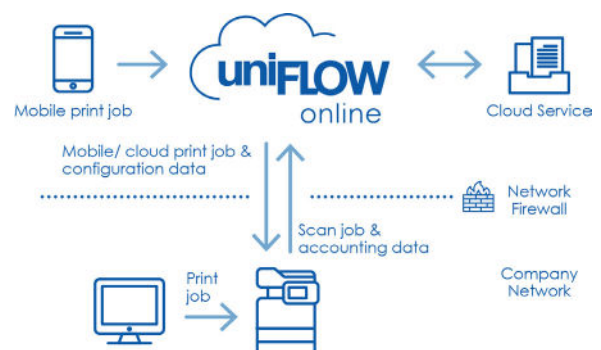 uniFLOW
online
Mobile print job
Cloud Service
Mobile/ cloud print job &
configuration data
Network
Firewall
Scan job &
accounting data
Company
Network
Print
job